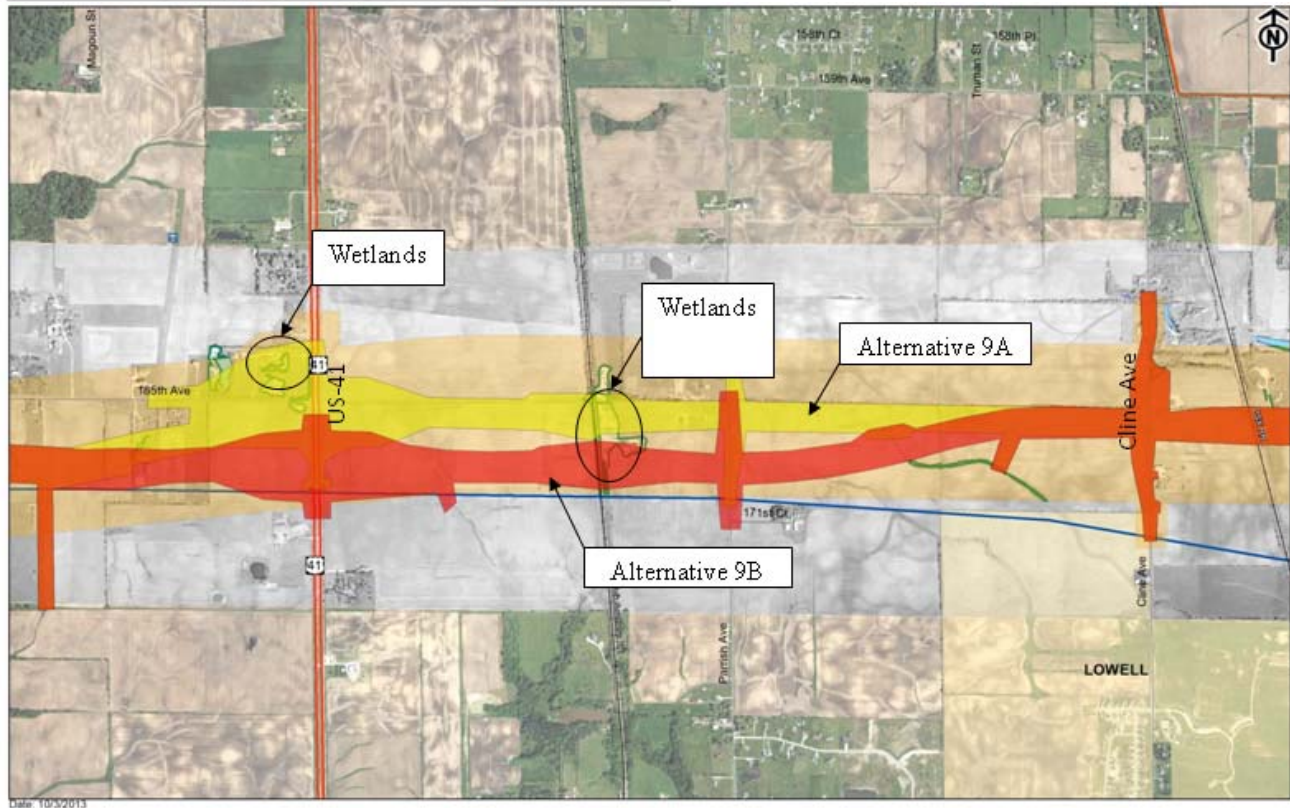 Magoun St
158th Ct
158th Pl
N
159th Ave
Truman St
Wetlands
Wetlands
Alternative 9A
41
165th Ave
US-41
Cline Ave
171st Ct
Alternative 9B
41
Cline Ave
Parrish Ave
LOWELL
Date: 10/3/2013